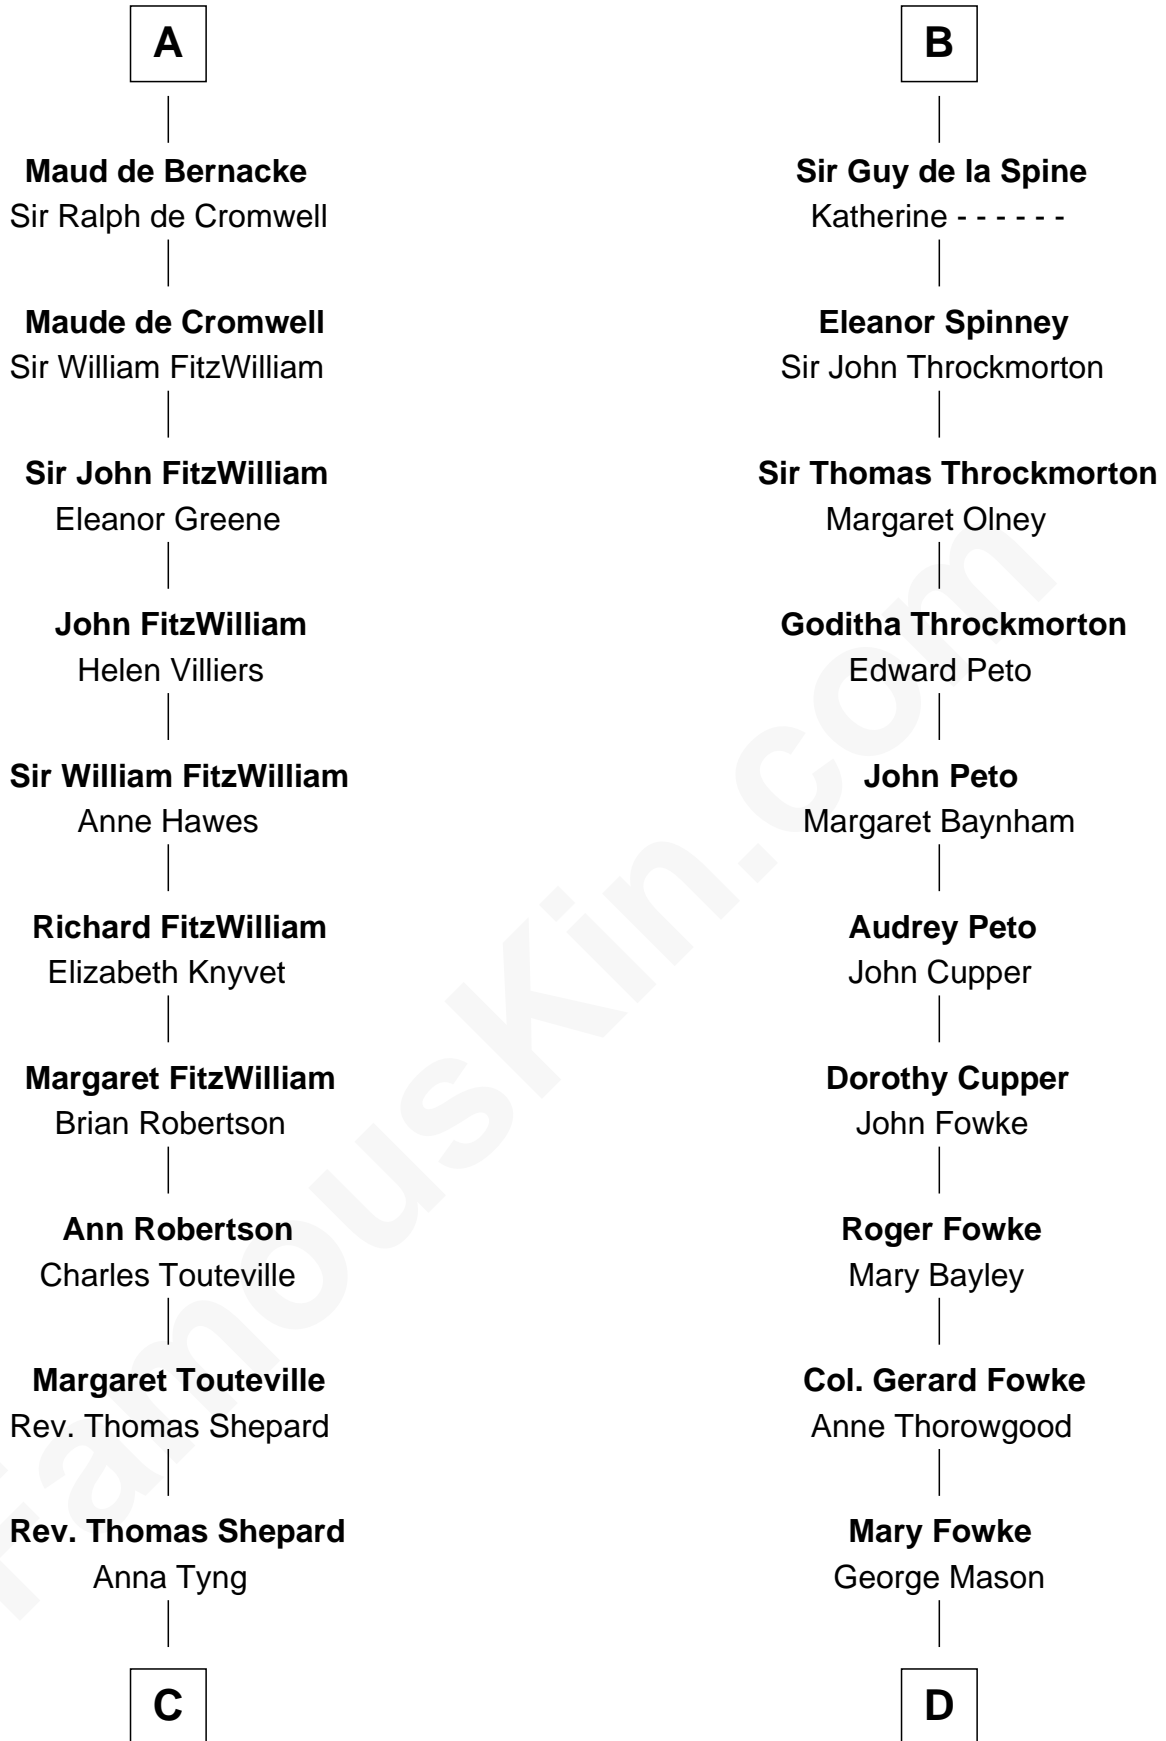 A
Maud de Bernacke
Sir Ralph de Cromwell
Maude de Cromwell
Sir William FitzWilliam
Sir John FitzWilliam
Eleanor Greene
John FitzWilliam
Helen Villiers
Sir William FitzWilliam
Anne Hawes
Richard FitzWilliam
Elizabeth Knyvet
Margaret FitzWilliam
Brian Robertson
Ann Robertson
Charles Touteville
Margaret Touteville
Rev. Thomas Shepard
Rev. Thomas Shepard
Anna Tyng
C
B
Sir Guy de la Spine
Katherine - - - - - -
Eleanor Spinney
Sir John Throckmorton
Sir Thomas Throckmorton
Margaret Olney
Goditha Throckmorton
Edward Peto
John Peto
Margaret Baynham
Audrey Peto
John Cupper
Dorothy Cupper
John Fowke
Roger Fowke
Mary Bayley
Col. Gerard Fowke
Anne Thorowgood
Mary Fowke
George Mason
D
FamousKin.com